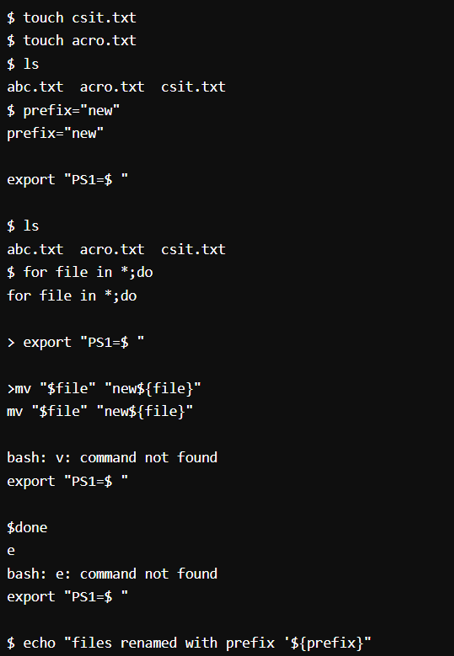 $ touch csit.txt
$ touch acro.txt
$ ls
abc.txt  acro.txt  csit.txt
$ prefix="new"
prefix="new"
export "PS1=$ "
$ ls
abc.txt  acro.txt  csit.txt
$ for file in *;do
for file in *;do
> export "PS1=$ "
>mv "$file" "new${file}"
mv "$file" "new${file}"
bash: v: command not found
export "PS1=$ "
$done
e
bash: e: command not found
export "PS1=$ "
$ echo "files renamed with prefix '${prefix}"